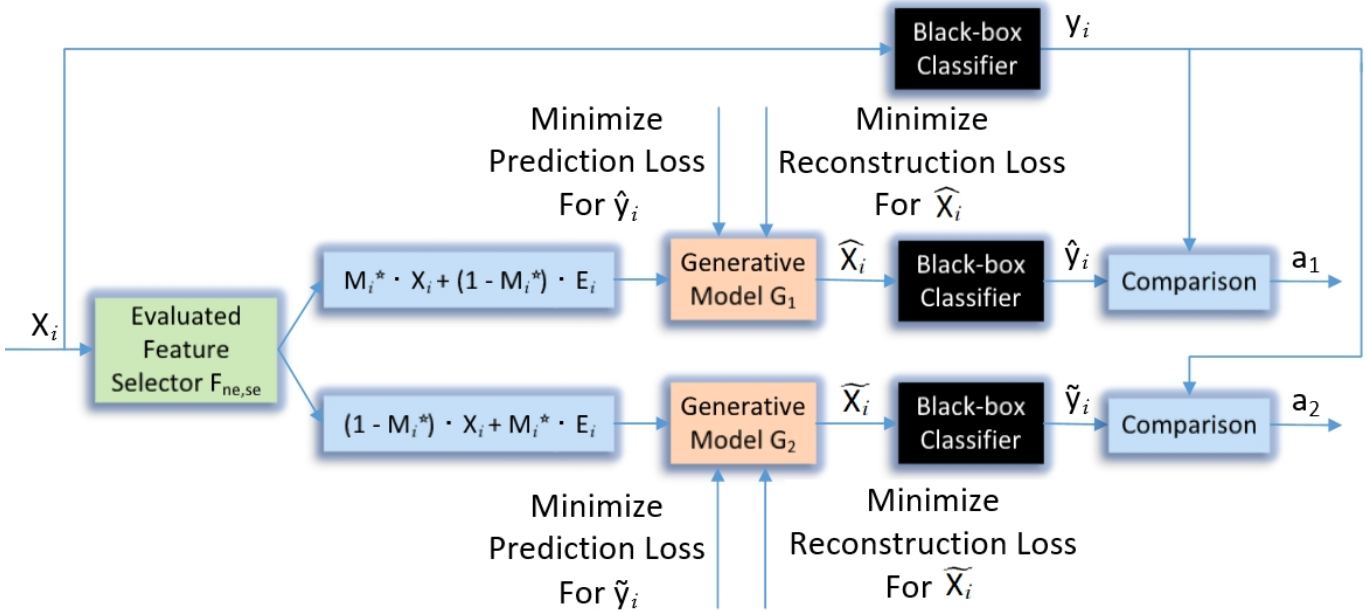 Black-box
Classifier
y𝑖
Minimize
Prediction Loss
For ŷ𝑖
Minimize
Reconstruction Loss
For X̂𝑖
X𝑖
Evaluated
Feature
Selector Fne,se
M𝑖* · X𝑖 + (1 - M𝑖*) · E𝑖
Generative
Model G₁
X̂𝑖
Black-box
Classifier
ŷ𝑖
Comparison
a₁
(1 - M𝑖*) · X𝑖 + M𝑖* · E𝑖
Generative
Model G₂
X̃𝑖
Black-box
Classifier
ỹ𝑖
Comparison
a₂
Minimize
Prediction Loss
For ỹ𝑖
Minimize
Reconstruction Loss
For X̃𝑖